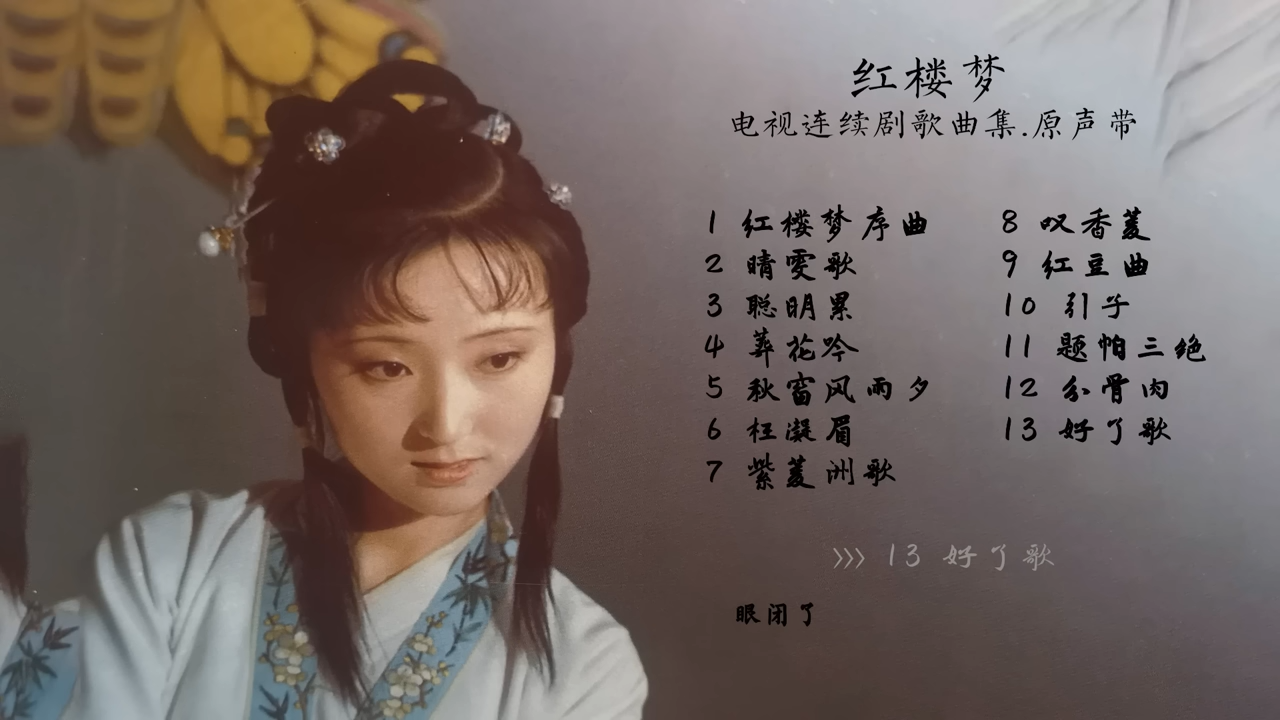 红楼梦
电视连续剧歌曲集.原声带
1 红楼梦序曲
2 晴雯歌
3 聪明累
4 葬花吟
5 秋窗风雨夕
6 枉凝眉
7 紫菱洲歌
8 叹香菱
9 红豆曲
10 引子
11 题帕三绝
12 分骨肉
13 好了歌
>>> 13 好了歌
眼闭了